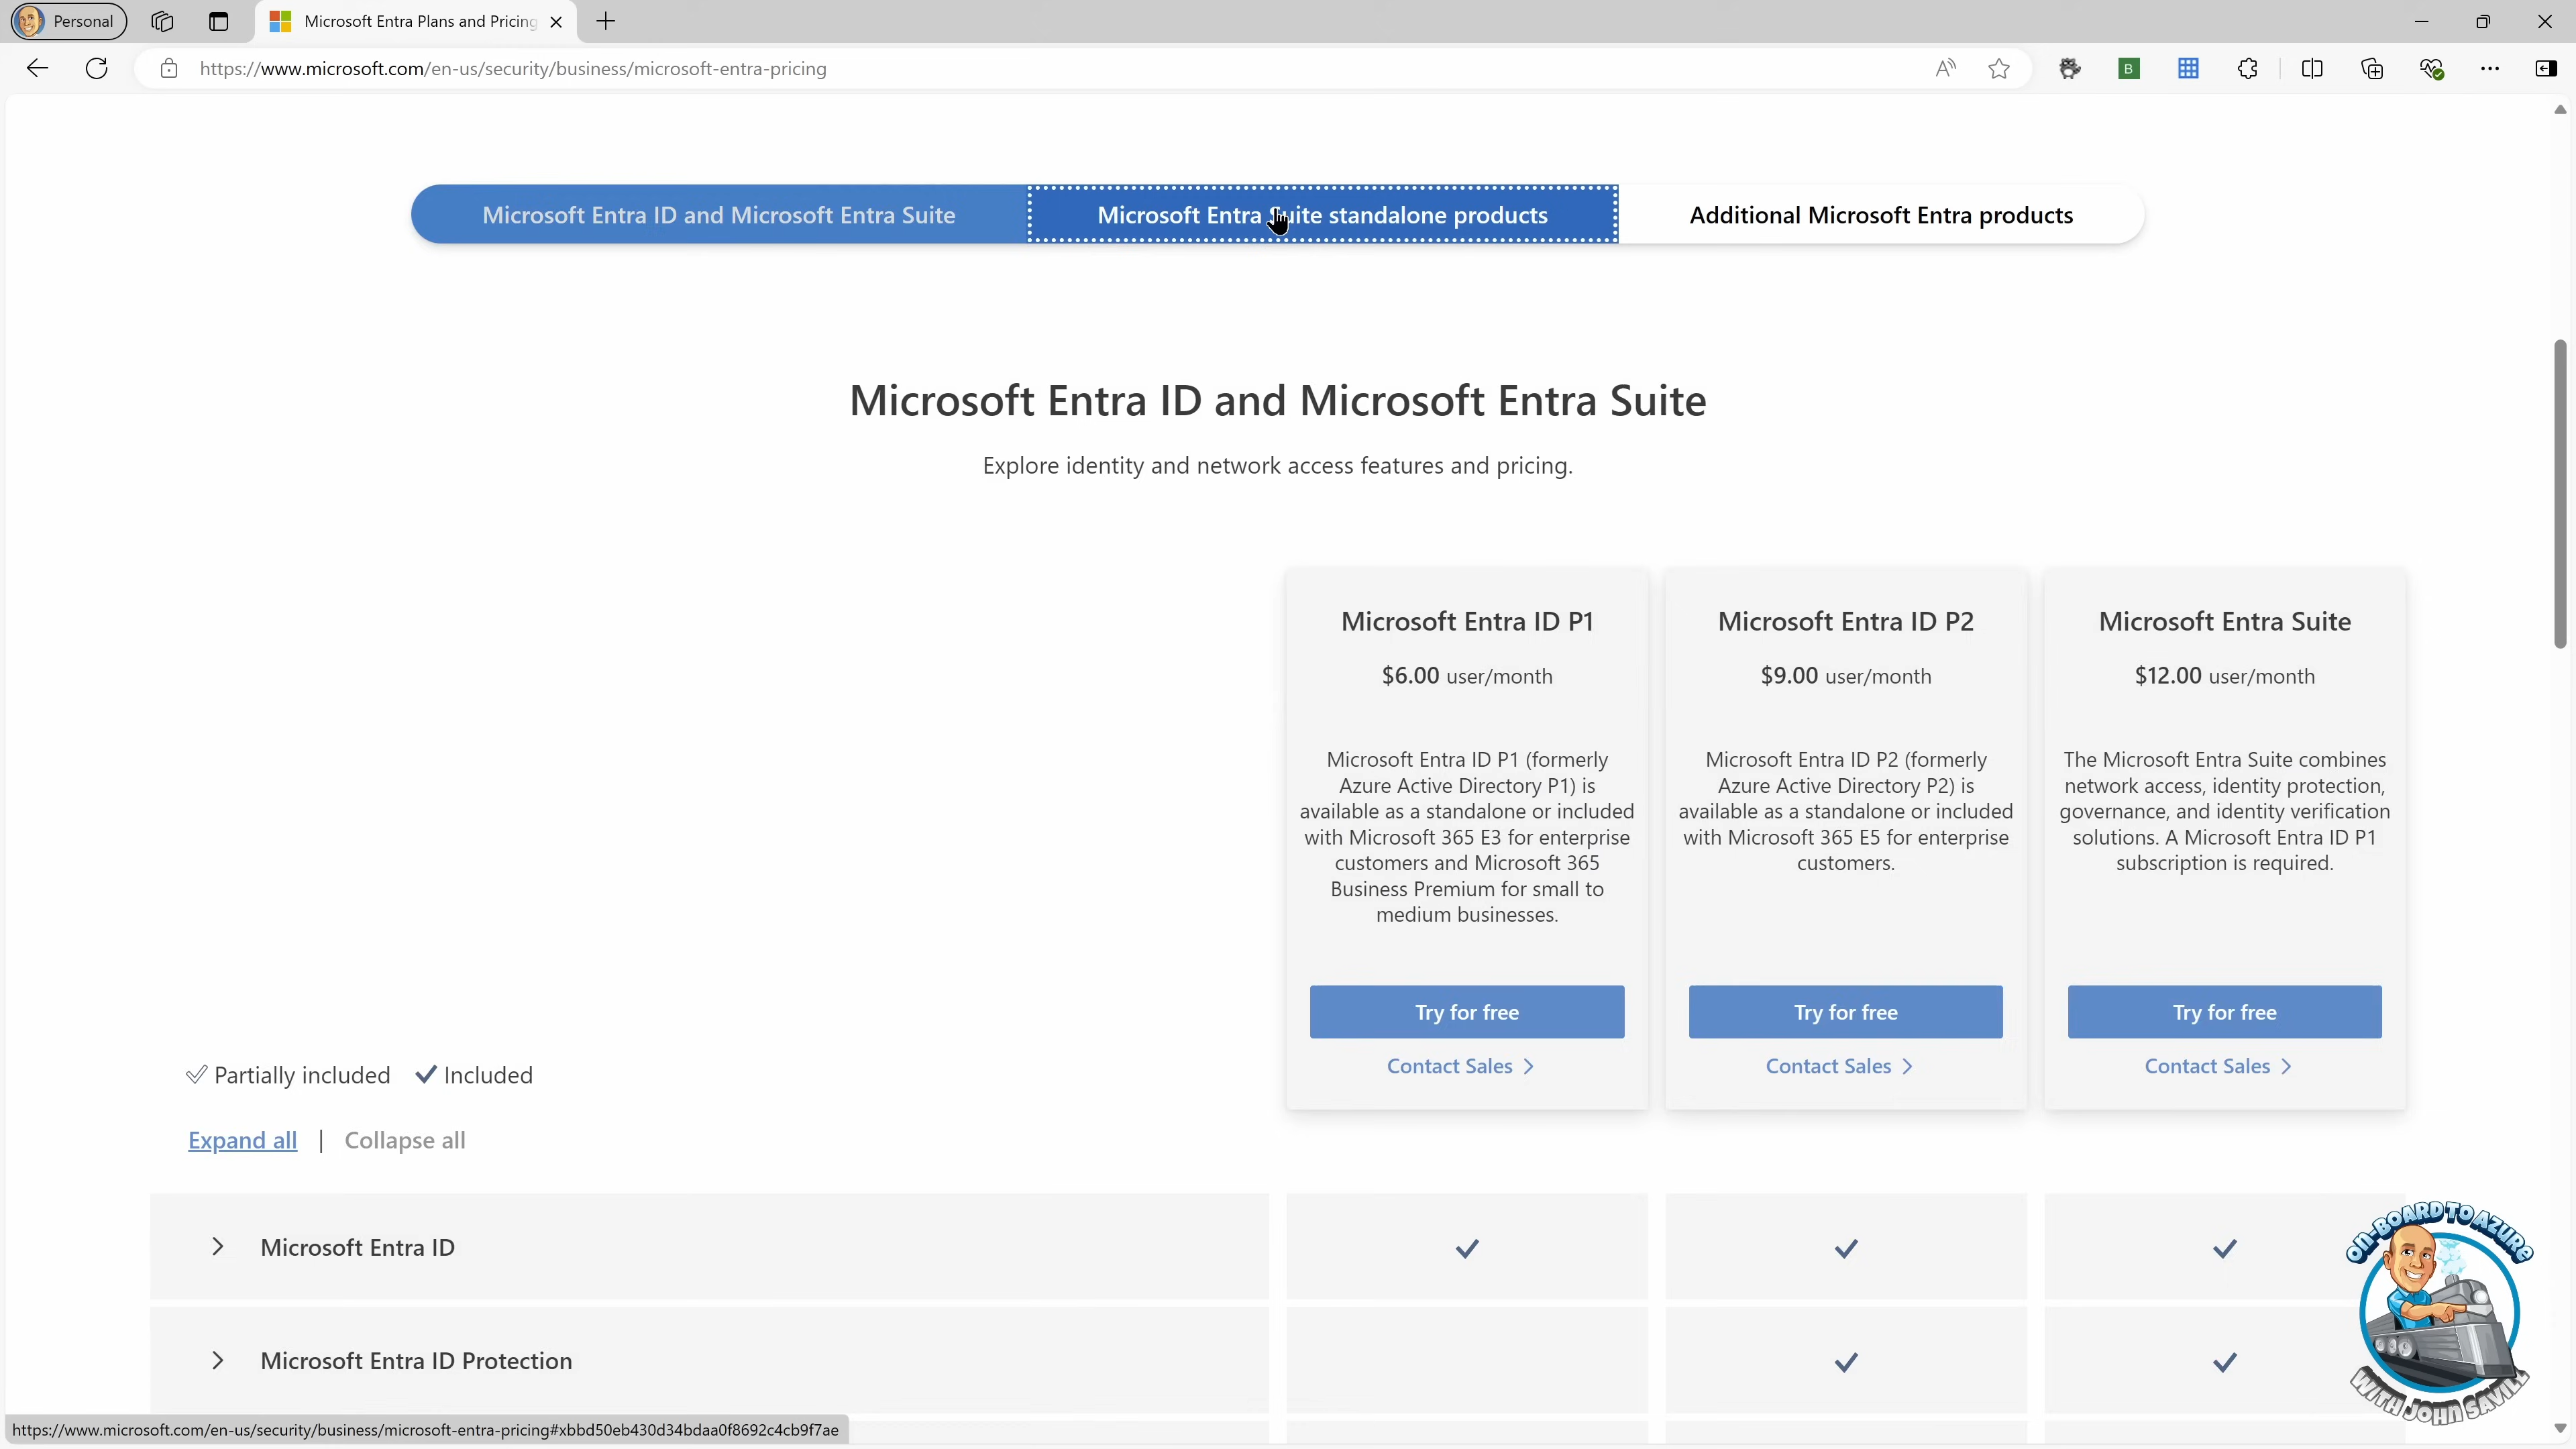 Personal
Microsoft Entra Plans and Pricing
https://www.microsoft.com/en-us/security/business/microsoft-entra-pricing
B
Microsoft Entra ID and Microsoft Entra Suite
Microsoft Entra Suite standalone products
Additional Microsoft Entra products
Microsoft Entra ID and Microsoft Entra Suite
Explore identity and network access features and pricing.
Microsoft Entra ID P1
$6.00 user/month
Microsoft Entra ID P1 (formerly
Azure Active Directory P1) is
available as a standalone or included
with Microsoft 365 E3 for enterprise
customers and Microsoft 365
Business Premium for small to
medium businesses.
Try for free
Contact Sales
Microsoft Entra ID P2
$9.00 user/month
Microsoft Entra ID P2 (formerly
Azure Active Directory P2) is
available as a standalone or included
with Microsoft 365 E5 for enterprise
customers.
Try for free
Contact Sales
Microsoft Entra Suite
$12.00 user/month
The Microsoft Entra Suite combines
network access, identity protection,
governance, and identity verification
solutions. A Microsoft Entra ID P1
subscription is required.
Try for free
Contact Sales
Partially included
Included
Expand all | Collapse all
Microsoft Entra ID
Microsoft Entra ID Protection
ON-BOARD TO AZURE
WITH JOHN SAVILL
https://www.microsoft.com/en-us/security/business/microsoft-entra-pricing#xbbd50eb430d34bdaa0f8692c4cb9f7ae